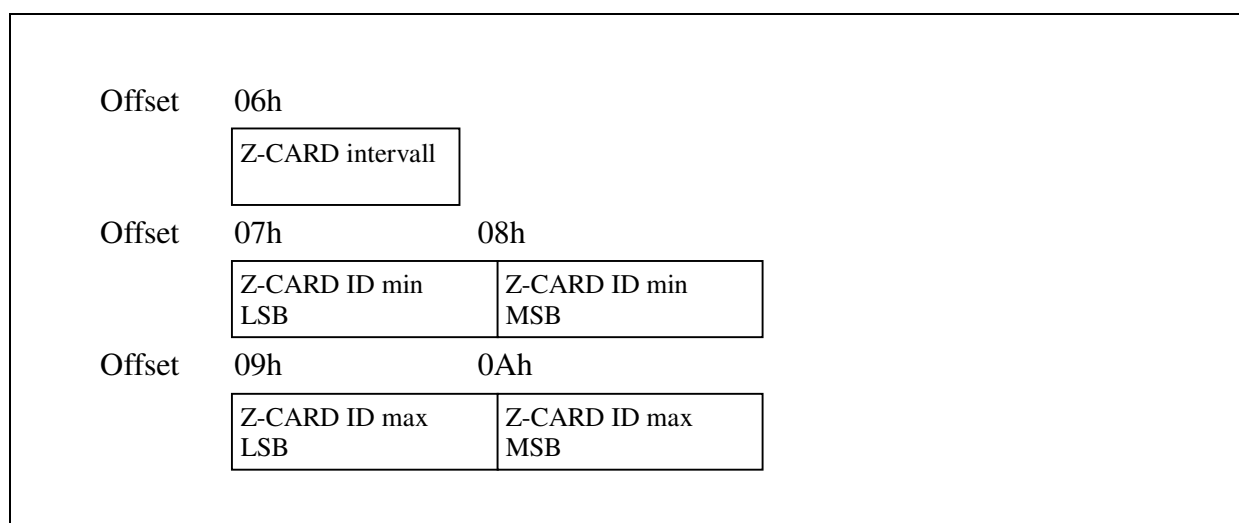 Offset 06h
Z-CARD intervall
Offset 07h 08h
Z-CARD ID min Z-CARD ID min
LSB MSB
Offset 09h 0Ah
Z-CARD ID max Z-CARD ID max
LSB MSB